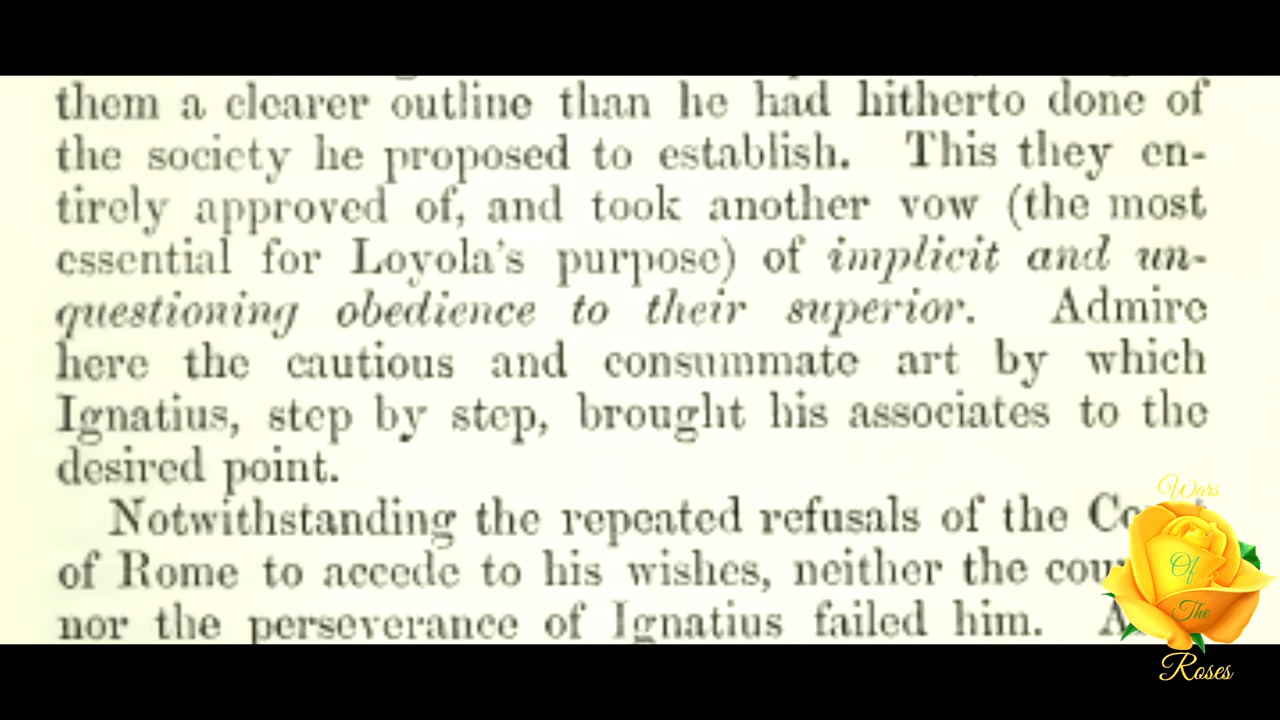 them a clearer outline than he had hitherto done of
the society he proposed to establish. This they en-
tirely approved of, and took another vow (the most
essential for Loyola's purpose) of implicit and un-
questioning obedience to their superior. Admire
here the cautious and consummate art by which
Ignatius, step by step, brought his associates to the
desired point.
Notwithstanding the repeated refusals of the
of Rome to accede to his wishes, neither the
nor the perseverance of Ignatius failed him.
Wars
Of
The
Roses